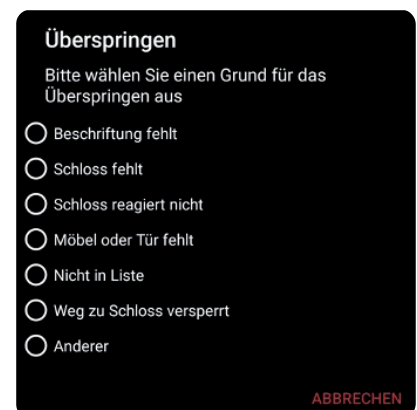 Überspringen
Bitte wählen Sie einen Grund für das
Überspringen aus
Beschriftung fehlt
Schloss fehlt
Schloss reagiert nicht
Möbel oder Tür fehlt
Nicht in Liste
Weg zu Schloss versperrt
Anderer
ABBRECHEN